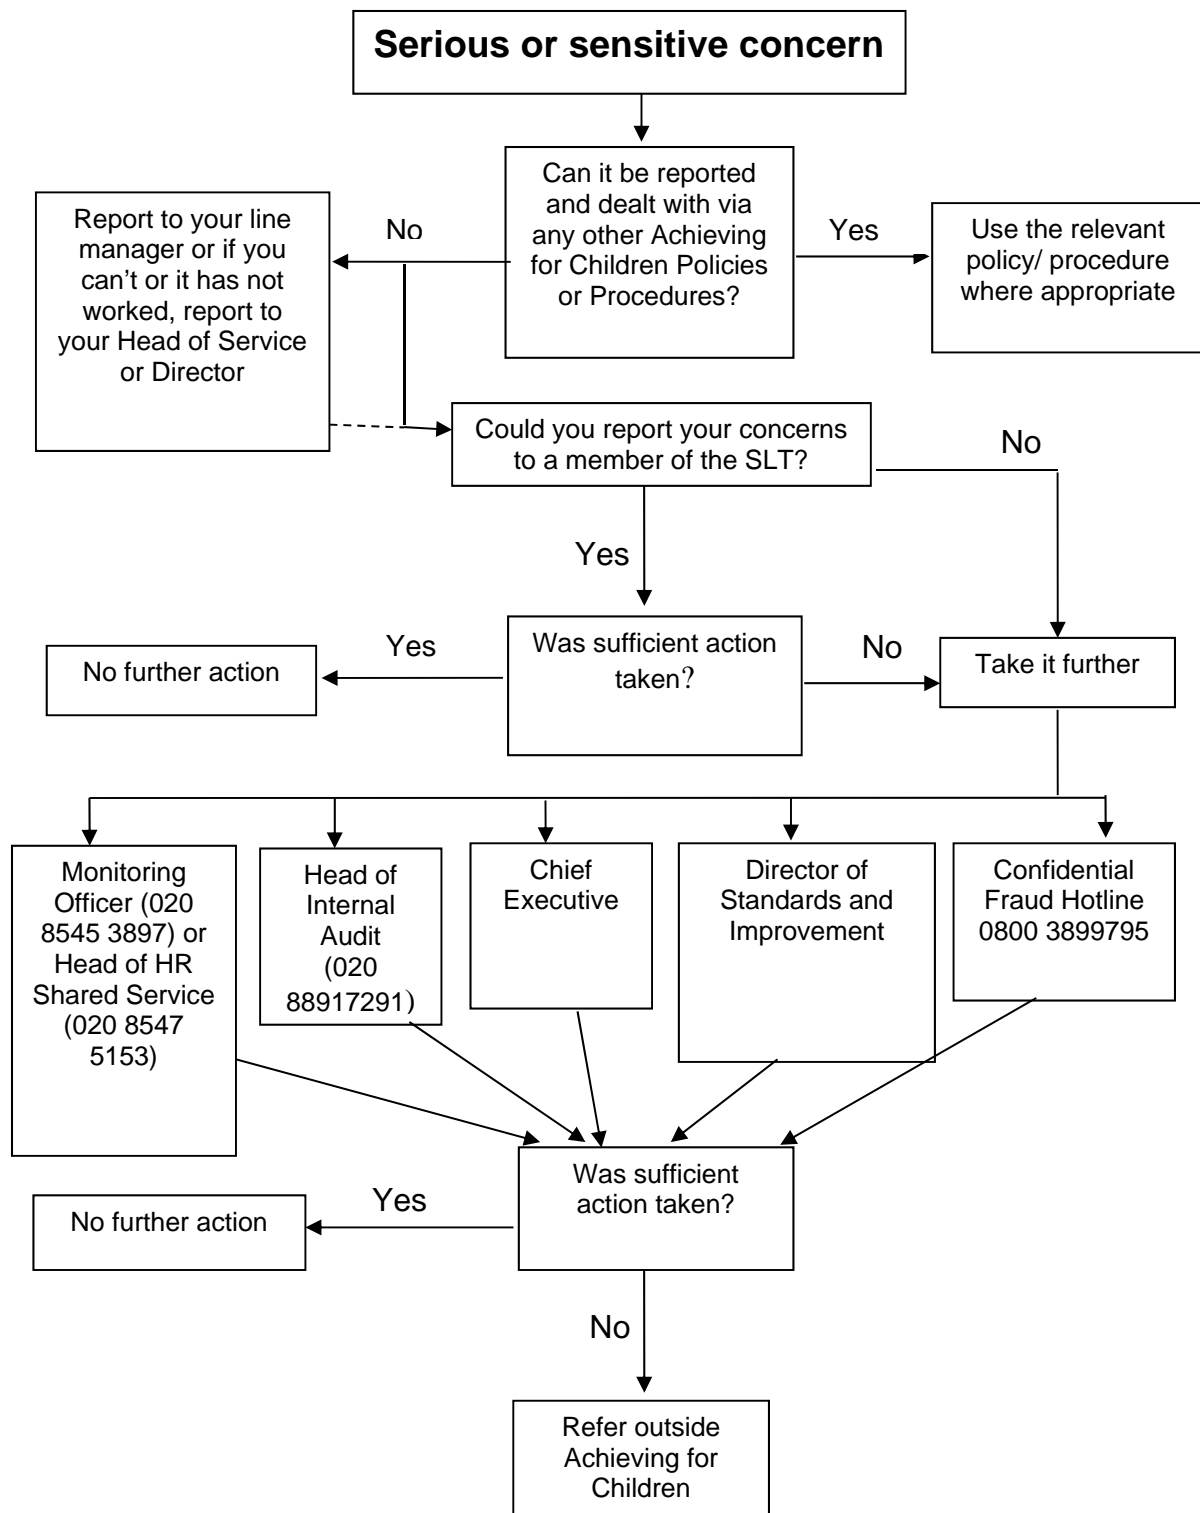 Serious or sensitive concern
Can it be reported
and dealt with via
any other Achieving
for Children Policies
or Procedures?
No
Yes
Report to your line
manager or if you
can't or it has not
worked, report to
your Head of Service
or Director
Use the relevant
policy/ procedure
where appropriate
Could you report your concerns
to a member of the SLT?
No
Yes
Was sufficient action
taken?
Yes
No
No further action
Take it further
Monitoring
Officer (020
8545 3897) or
Head of HR
Shared Service
(020 8547
5153)
Head of
Internal
Audit
(020
88917291)
Chief
Executive
Director of
Standards and
Improvement
Confidential
Fraud Hotline
0800 3899795
Was sufficient
action taken?
Yes
No further action
No
Refer outside
Achieving for
Children